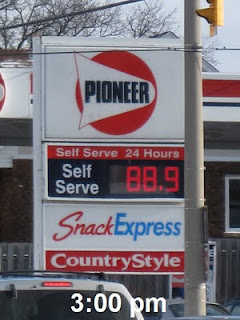 PIONEER
Self Serve 24 Hours
Self Serve 88.9
SnackExpress
CountryStyle
3:00 pm